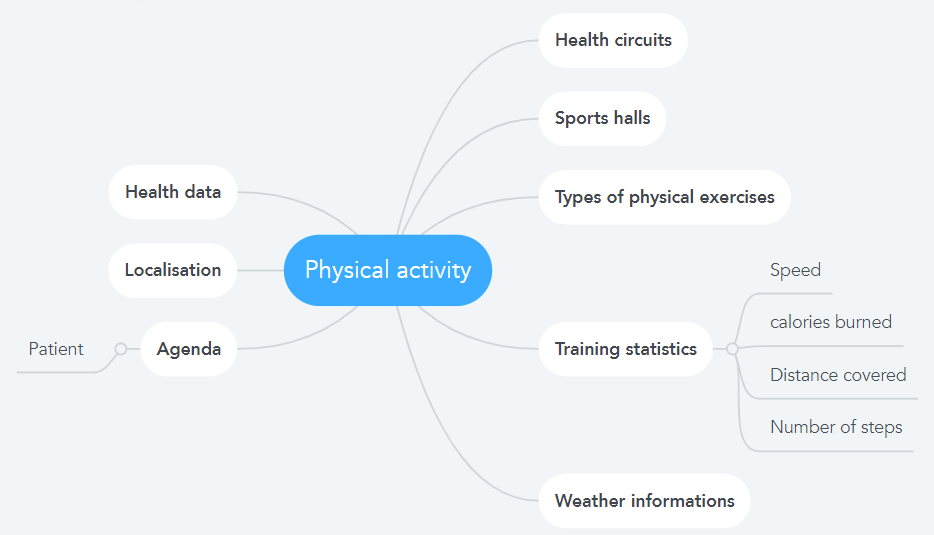 Health circuits
Sports halls
Types of physical exercises
Health data
Localisation
Physical activity
Agenda
Patient
Training statistics
Speed
calories burned
Distance covered
Number of steps
Weather informations